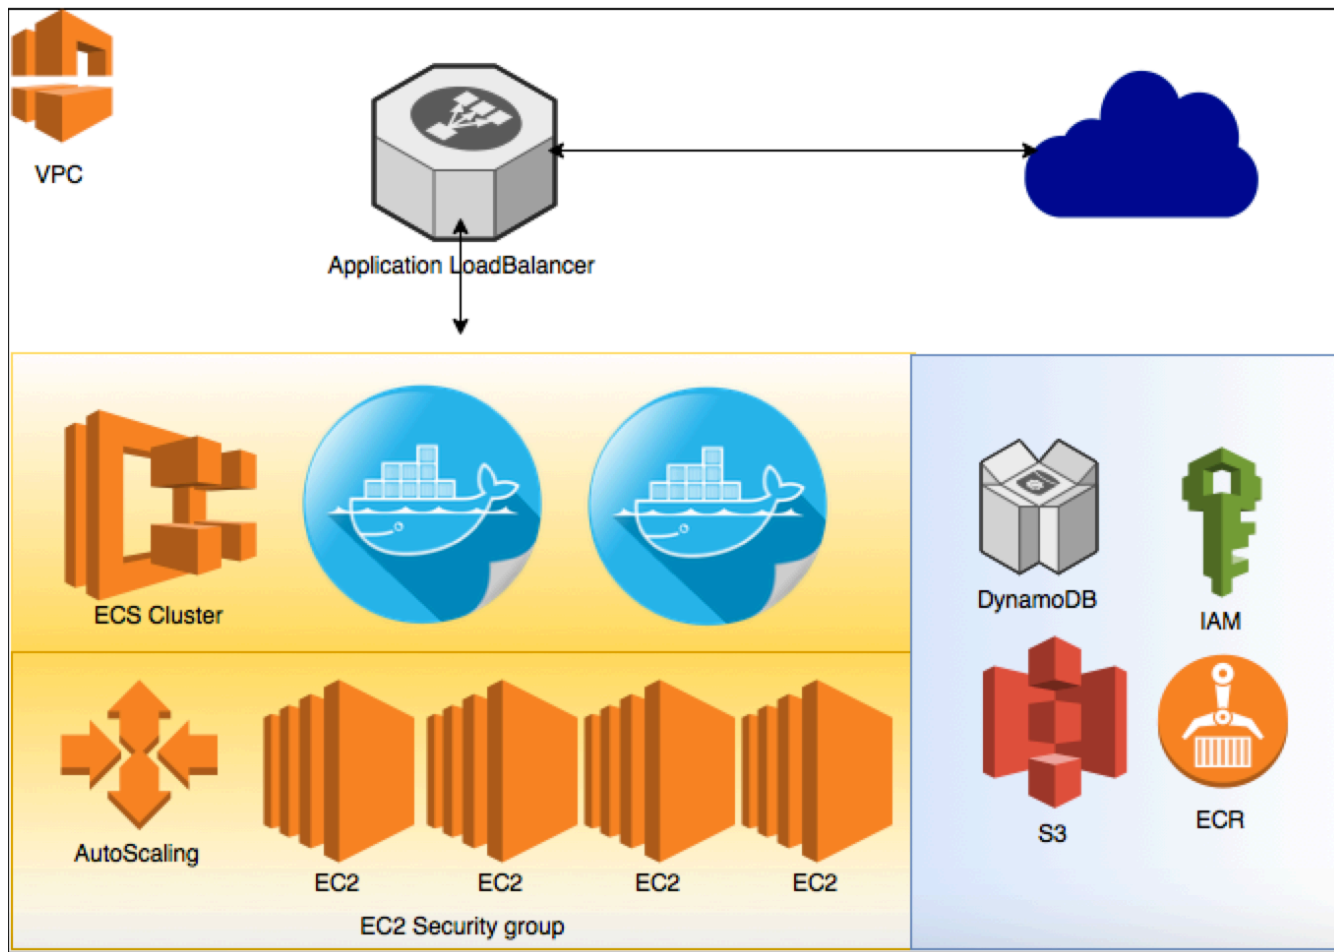 VPC
Application LoadBalancer
ECS Cluster
DynamoDB
IAM
S3
ECR
AutoScaling
EC2
EC2
EC2
EC2
EC2 Security group